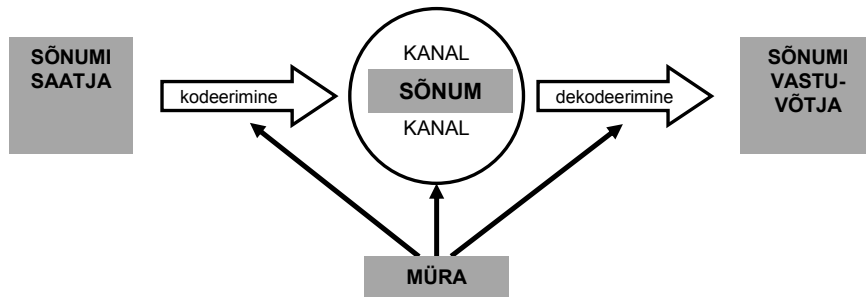 SÕNUMI
SAATJA
kodeerimine
KANAL
SÕNUM
KANAL
dekodeerimine
SÕNUMI
VASTU-
VÕTJA
MÜRA